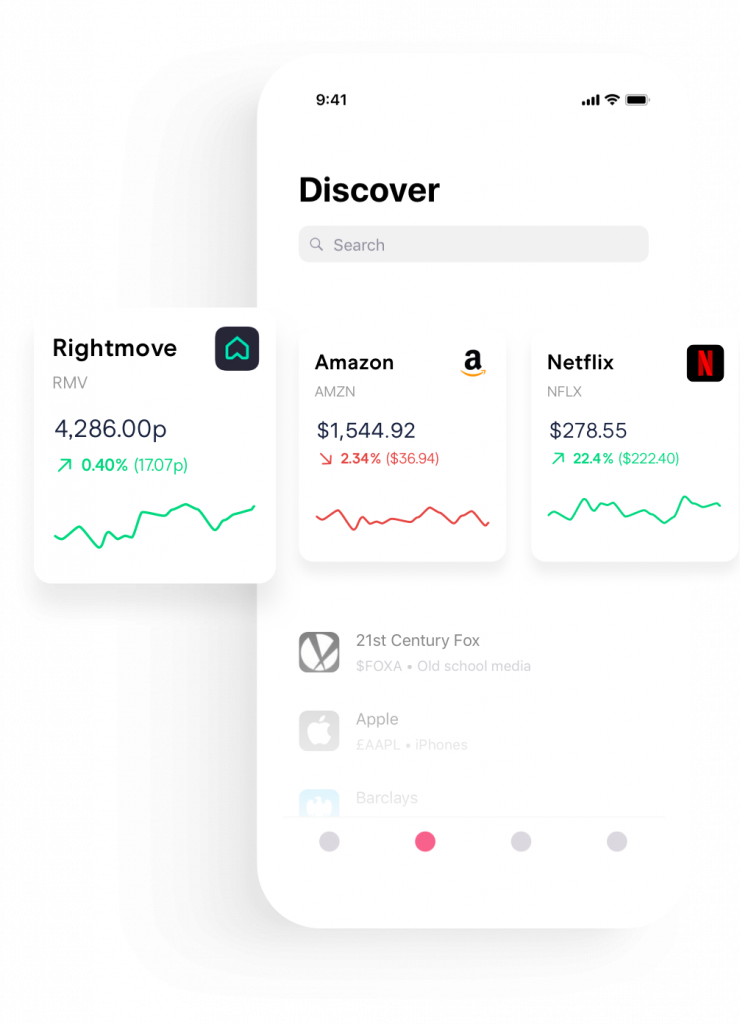 9:41
Discover
Search
Rightmove
RMV
4,286.00p
0.40% (17.07p)
Amazon
a
AMZN
$1,544.92
2.34% ($36.94)
Netflix
N
NFLX
$278.55
22.4% ($222.40)
21st Century Fox
$FOXA • Old school media
Apple
£AAPL • iPhones
Barclays